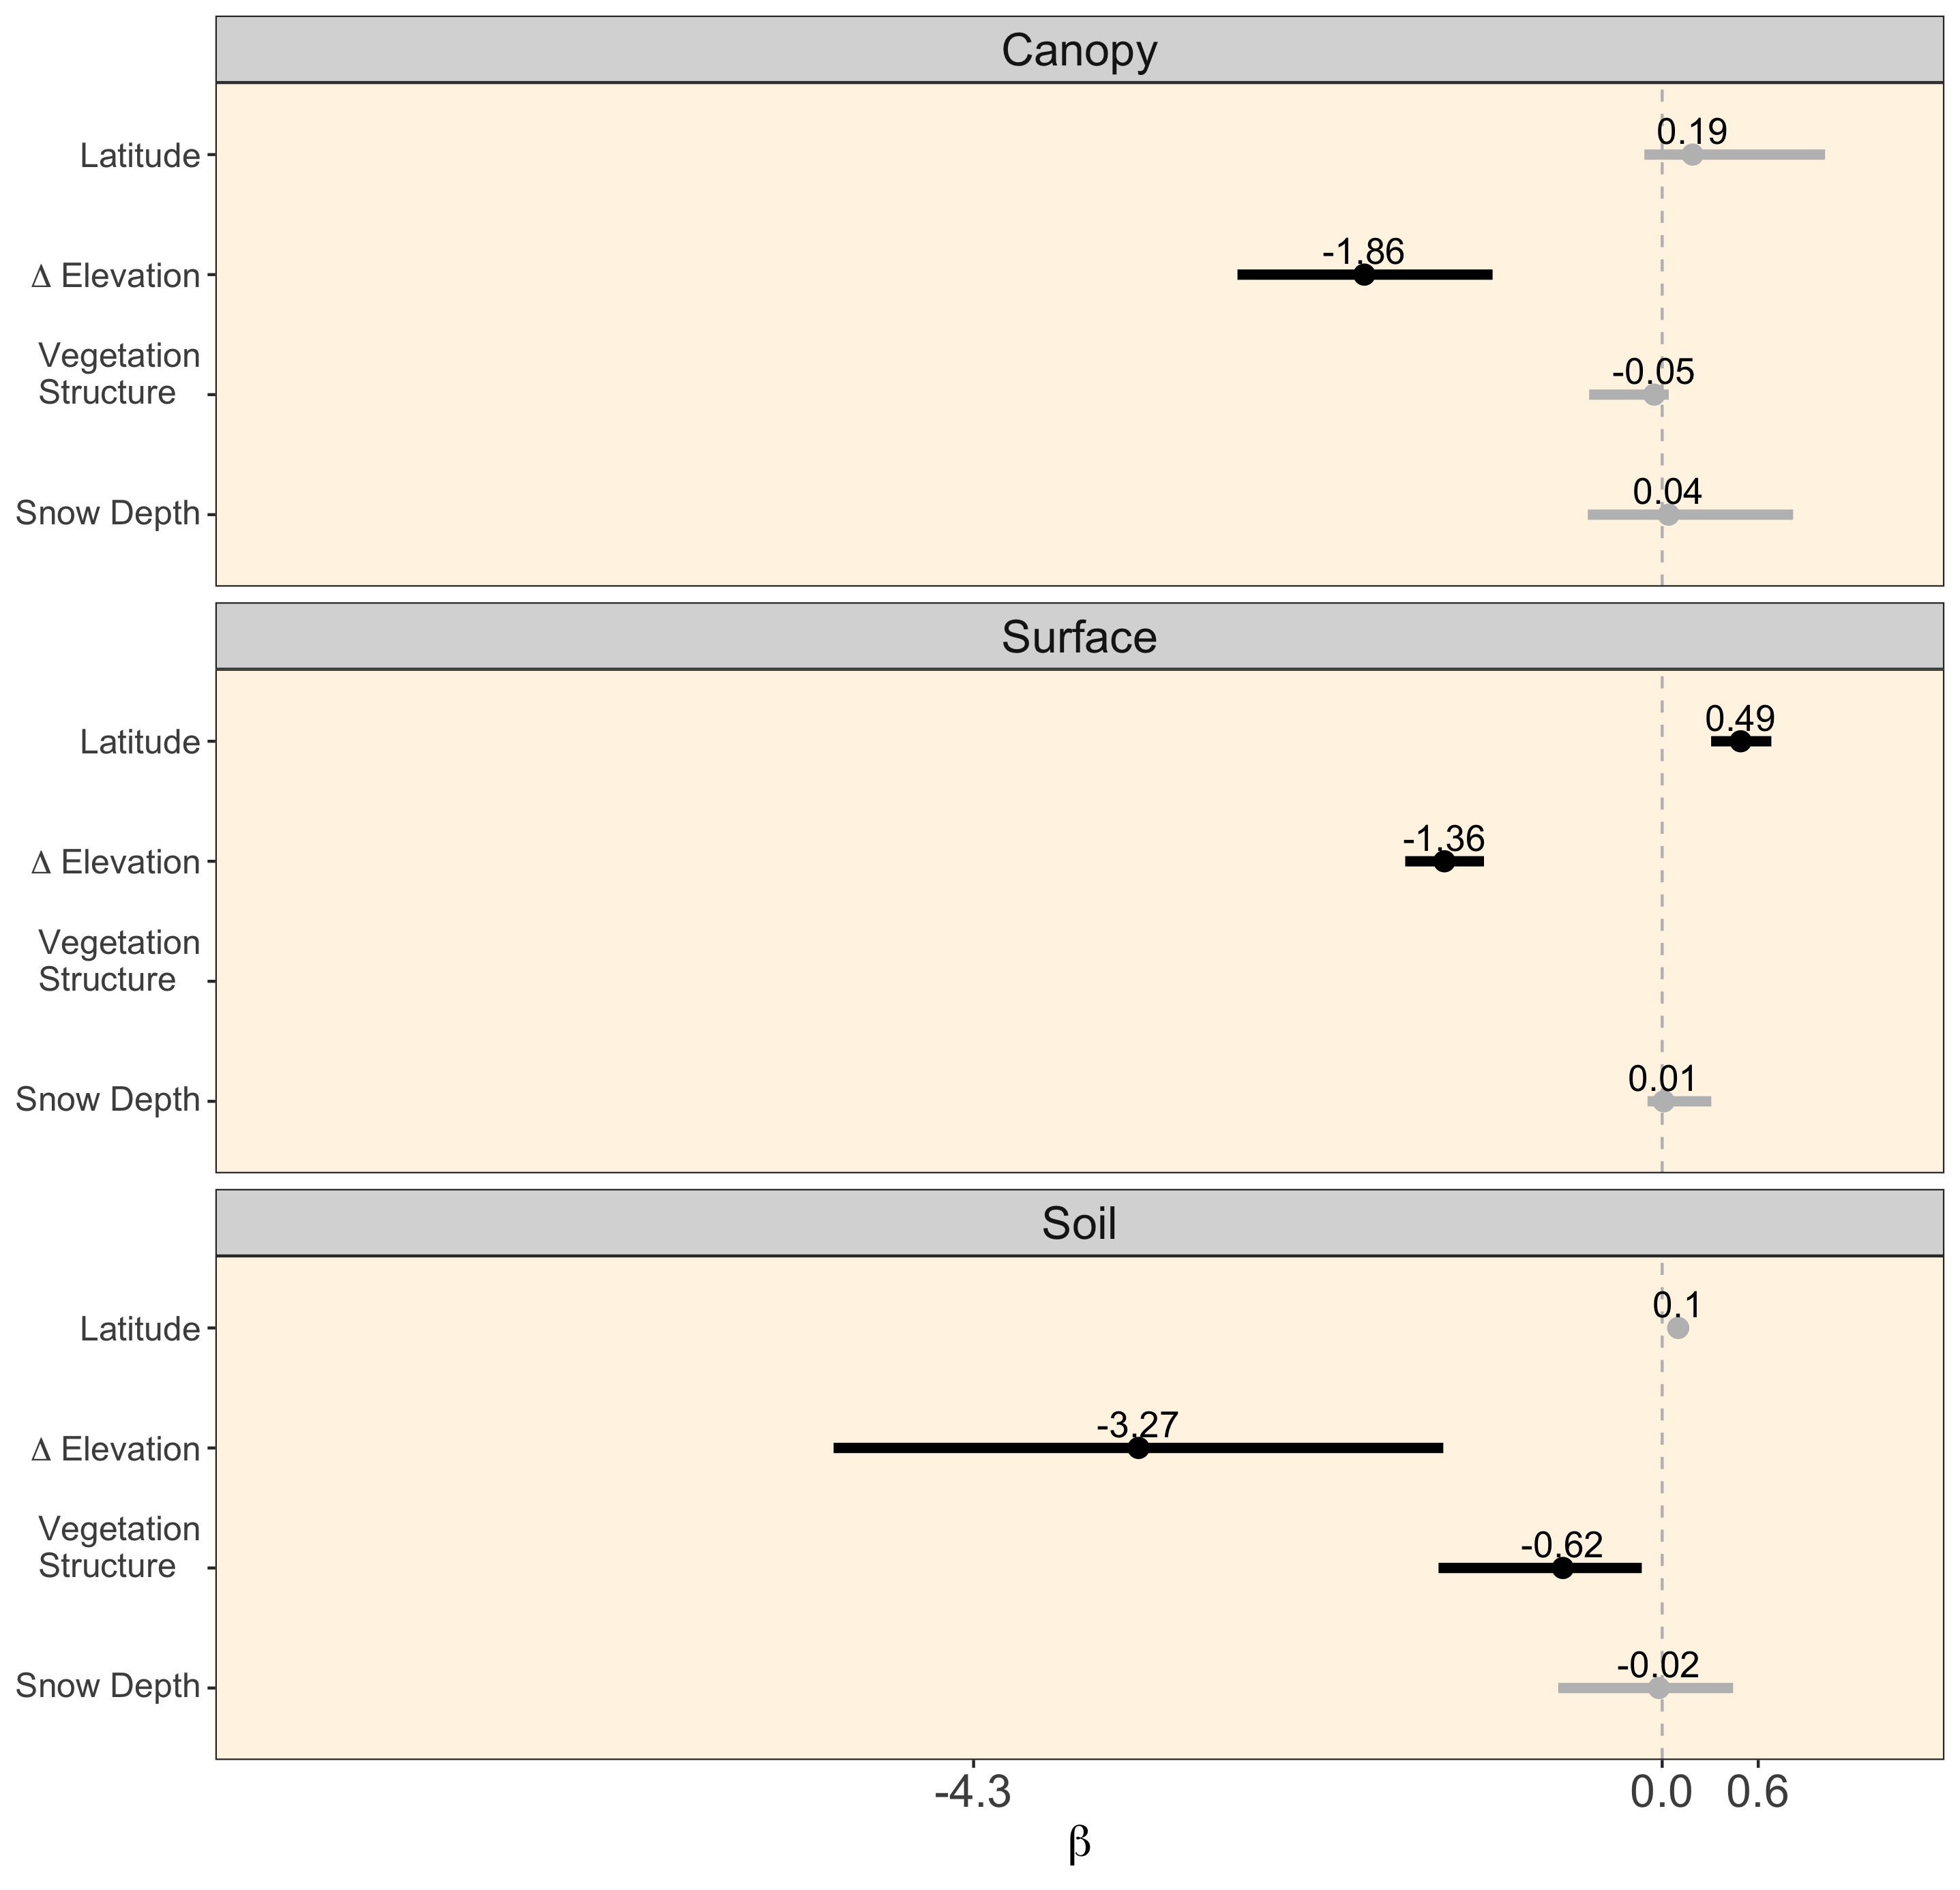 Canopy
Latitude
0.19
Δ Elevation
-1.86
Vegetation
Structure
-0.05
Snow Depth
0.04
Surface
Latitude
0.49
Δ Elevation
-1.36
Vegetation
Structure
Snow Depth
0.01
Soil
Latitude
0.1
Δ Elevation
-3.27
Vegetation
Structure
-0.62
Snow Depth
-0.02
-4.3 0.0 0.6
β